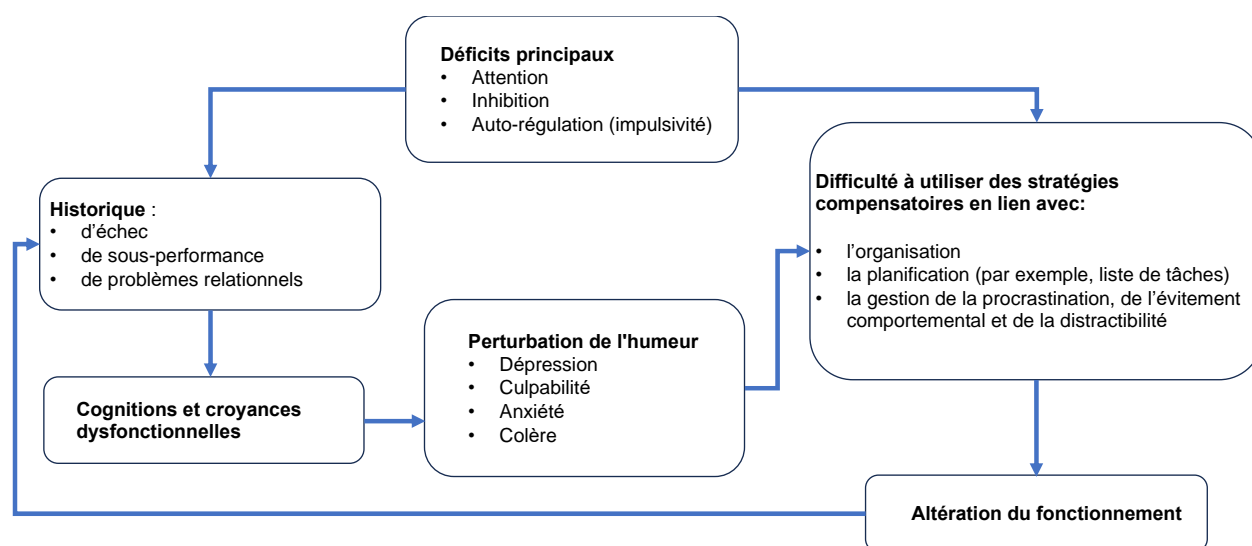 Déficits principaux
• Attention
• Inhibition
• Auto-régulation (impulsivité)
Historique :
• d'échec
• de sous-performance
• de problèmes relationnels
Cognitions et croyances
dysfonctionnelles
Perturbation de l'humeur
• Dépression
• Culpabilité
• Anxiété
• Colère
Difficulté à utiliser des stratégies
compensatoires en lien avec:
• l'organisation
• la planification (par exemple, liste de tâches)
• la gestion de la procrastination, de l'évitement
comportemental et de la distractibilité
Altération du fonctionnement